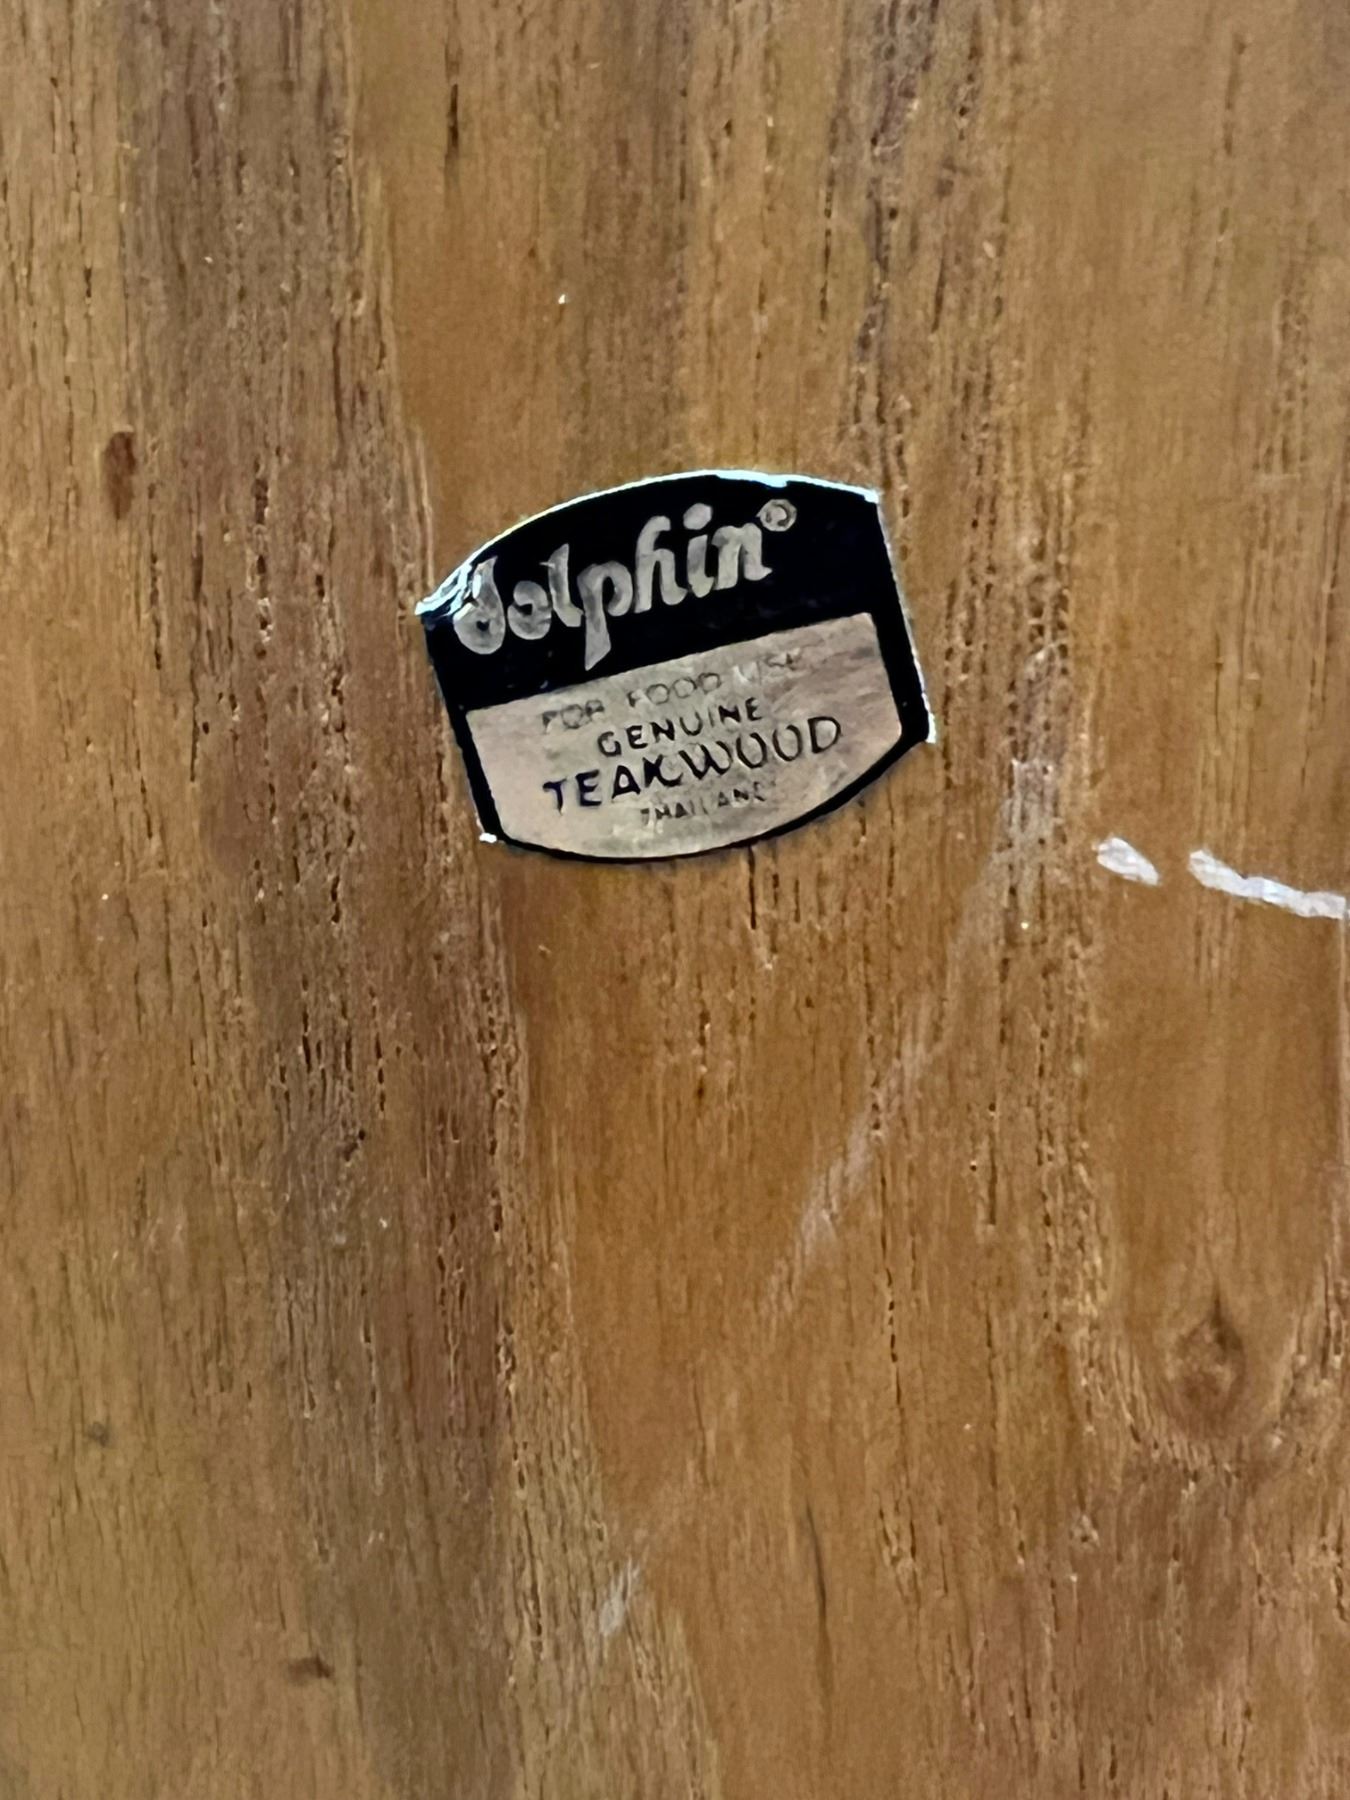 dolphin®
FOR FOOD USE
GENUINE
TEAKWOOD
THAILAND